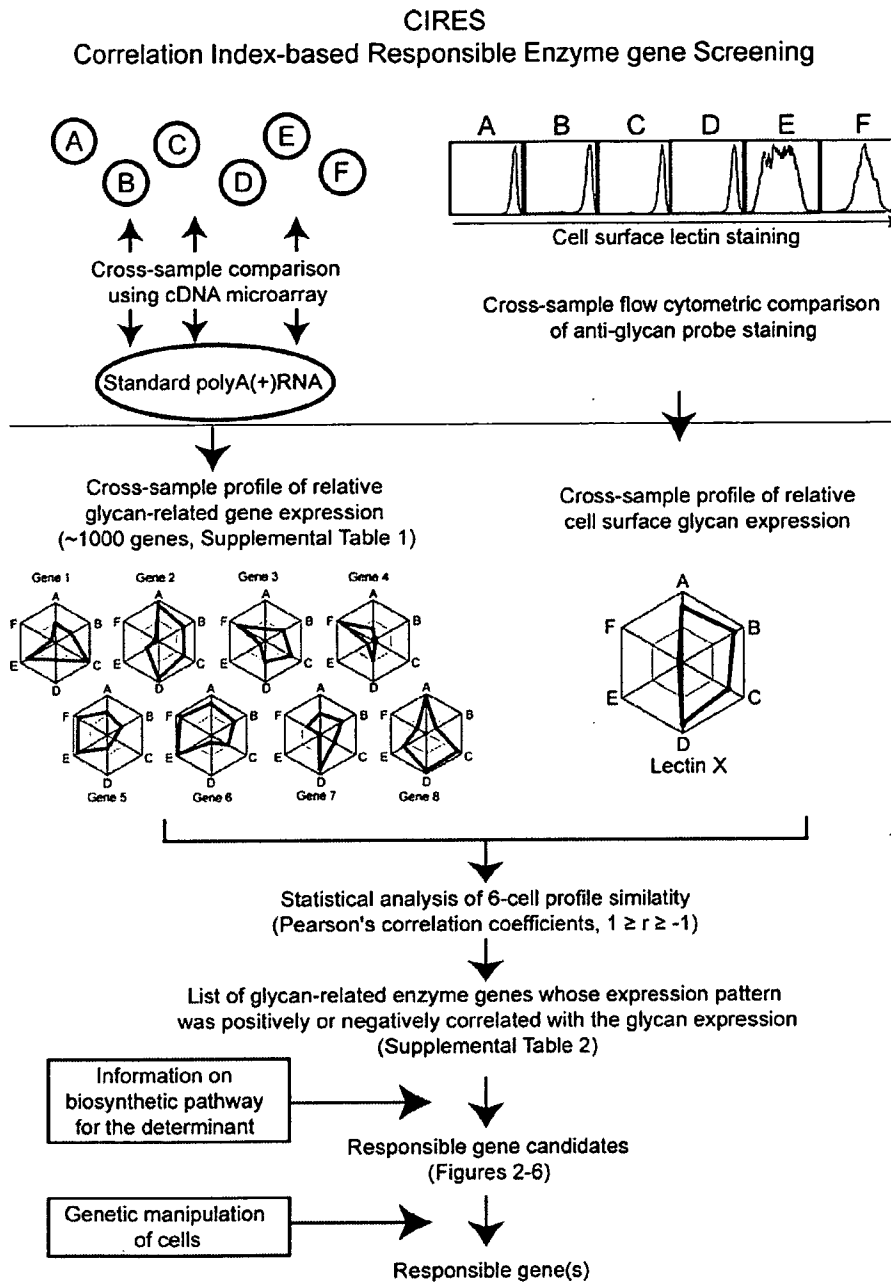 CIRES
Correlation Index-based Responsible Enzyme gene Screening
A
B
C
D
E
F
Cross-sample comparison
using cDNA microarray
Standard polyA(+)RNA
A B C D E F
Cell surface lectin staining
Cross-sample flow cytometric comparison
of anti-glycan probe staining
Cross-sample profile of relative
glycan-related gene expression
(~1000 genes, Supplemental Table 1)
Gene 1
A
B
C
D
E
F
Gene 2
A
B
C
D
E
F
Gene 3
A
B
C
D
E
F
Gene 4
A
B
C
D
E
F
A
B
C
D
E
F
Gene 5
A
B
C
D
E
F
Gene 6
A
B
C
D
E
F
Gene 7
A
B
C
D
E
F
Gene 8
Cross-sample profile of relative
cell surface glycan expression
A
B
C
D
E
F
Lectin X
Statistical analysis of 6-cell profile similatity
(Pearson's correlation coefficients, 1 ≥ r ≥ -1)
List of glycan-related enzyme genes whose expression pattern
was positively or negatively correlated with the glycan expression
(Supplemental Table 2)
Information on
biosynthetic pathway
for the determinant
Responsible gene candidates
(Figures 2-6)
Genetic manipulation
of cells
Responsible gene(s)